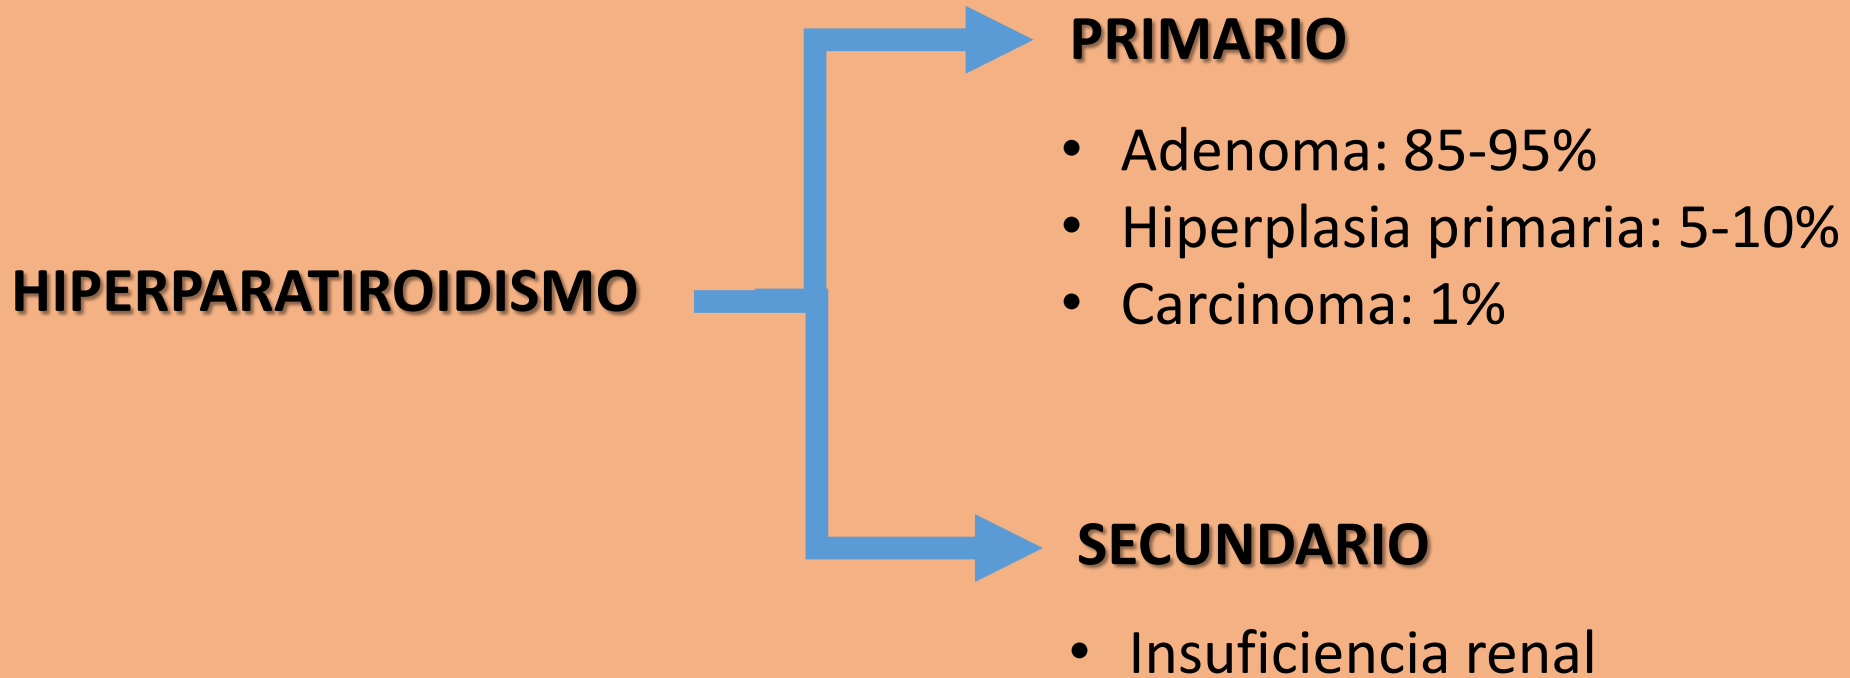 HIPERPARATIROIDISMO
PRIMARIO
• Adenoma: 85-95%
• Hiperplasia primaria: 5-10%
• Carcinoma: 1%
SECUNDARIO
• Insuficiencia renal